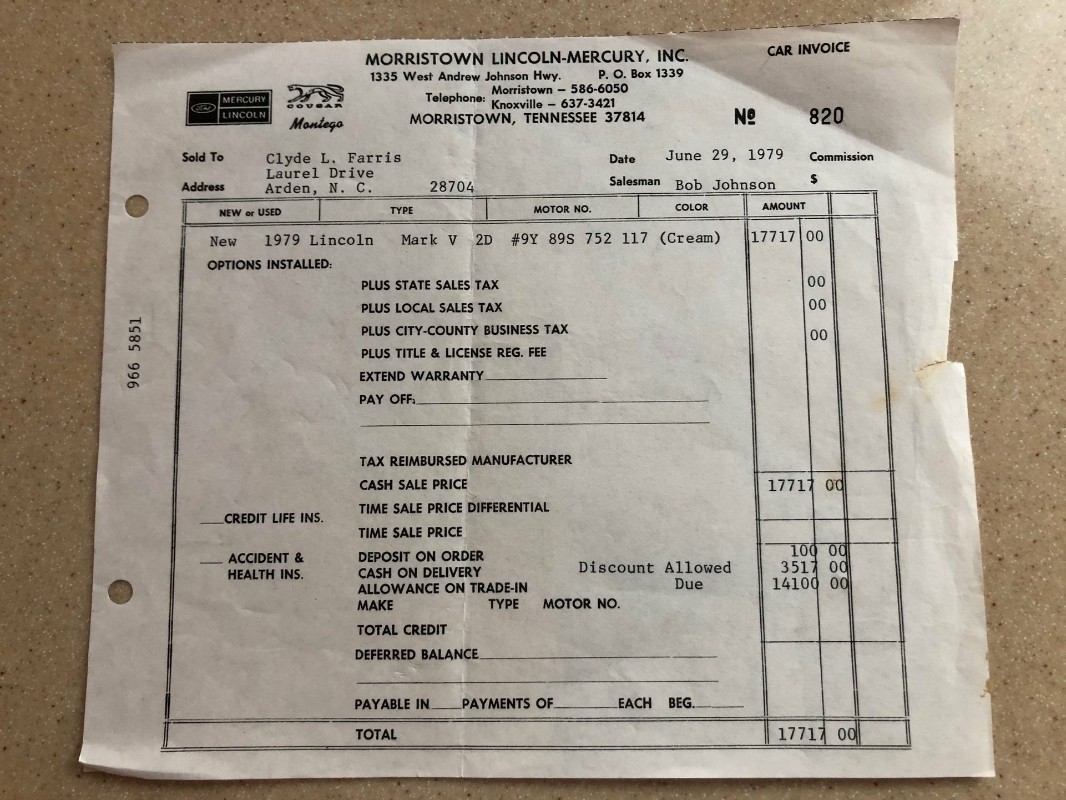 MORRISTOWN LINCOLN-MERCURY, INC.
CAR INVOICE
1335 West Andrew Johnson Hwy. P. O. Box 1339
Telephone: Morristown — 586-6050
Knoxville — 637-3421
MORRISTOWN, TENNESSEE 37814
Ford MERCURY LINCOLN
COUGAR
Montego
Nº 820
Sold To Clyde L. Farris
Laurel Drive
Address Arden, N. C. 28704
Date June 29, 1979 Commission
Salesman Bob Johnson $
NEW or USED TYPE MOTOR NO. COLOR AMOUNT
New 1979 Lincoln Mark V 2D #9Y 89S 752 117 (Cream) 17717 00
OPTIONS INSTALLED:
PLUS STATE SALES TAX 00
PLUS LOCAL SALES TAX 00
PLUS CITY-COUNTY BUSINESS TAX 00
PLUS TITLE & LICENSE REG. FEE
EXTEND WARRANTY
PAY OFF:
966 5851
TAX REIMBURSED MANUFACTURER
CASH SALE PRICE 17717 00
TIME SALE PRICE DIFFERENTIAL
CREDIT LIFE INS.
TIME SALE PRICE
ACCIDENT & HEALTH INS.
DEPOSIT ON ORDER 100 00
CASH ON DELIVERY Discount Allowed 3517 00
ALLOWANCE ON TRADE-IN Due 14100 00
MAKE TYPE MOTOR NO.
TOTAL CREDIT
DEFERRED BALANCE
PAYABLE IN PAYMENTS OF EACH BEG.
TOTAL 17717 00